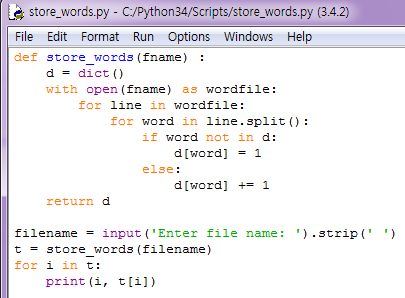 store_words.py - C:/Python34/Scripts/store_words.py (3.4.2)
File Edit Format Run Options Windows Help
def store_words(fname) :
    d = dict()
    with open(fname) as wordfile:
        for line in wordfile:
            for word in line.split():
                if word not in d:
                    d[word] = 1
                else:
                    d[word] += 1
    return d

filename = input('Enter file name: ').strip(' ')
t = store_words(filename)
for i in t:
    print(i, t[i])